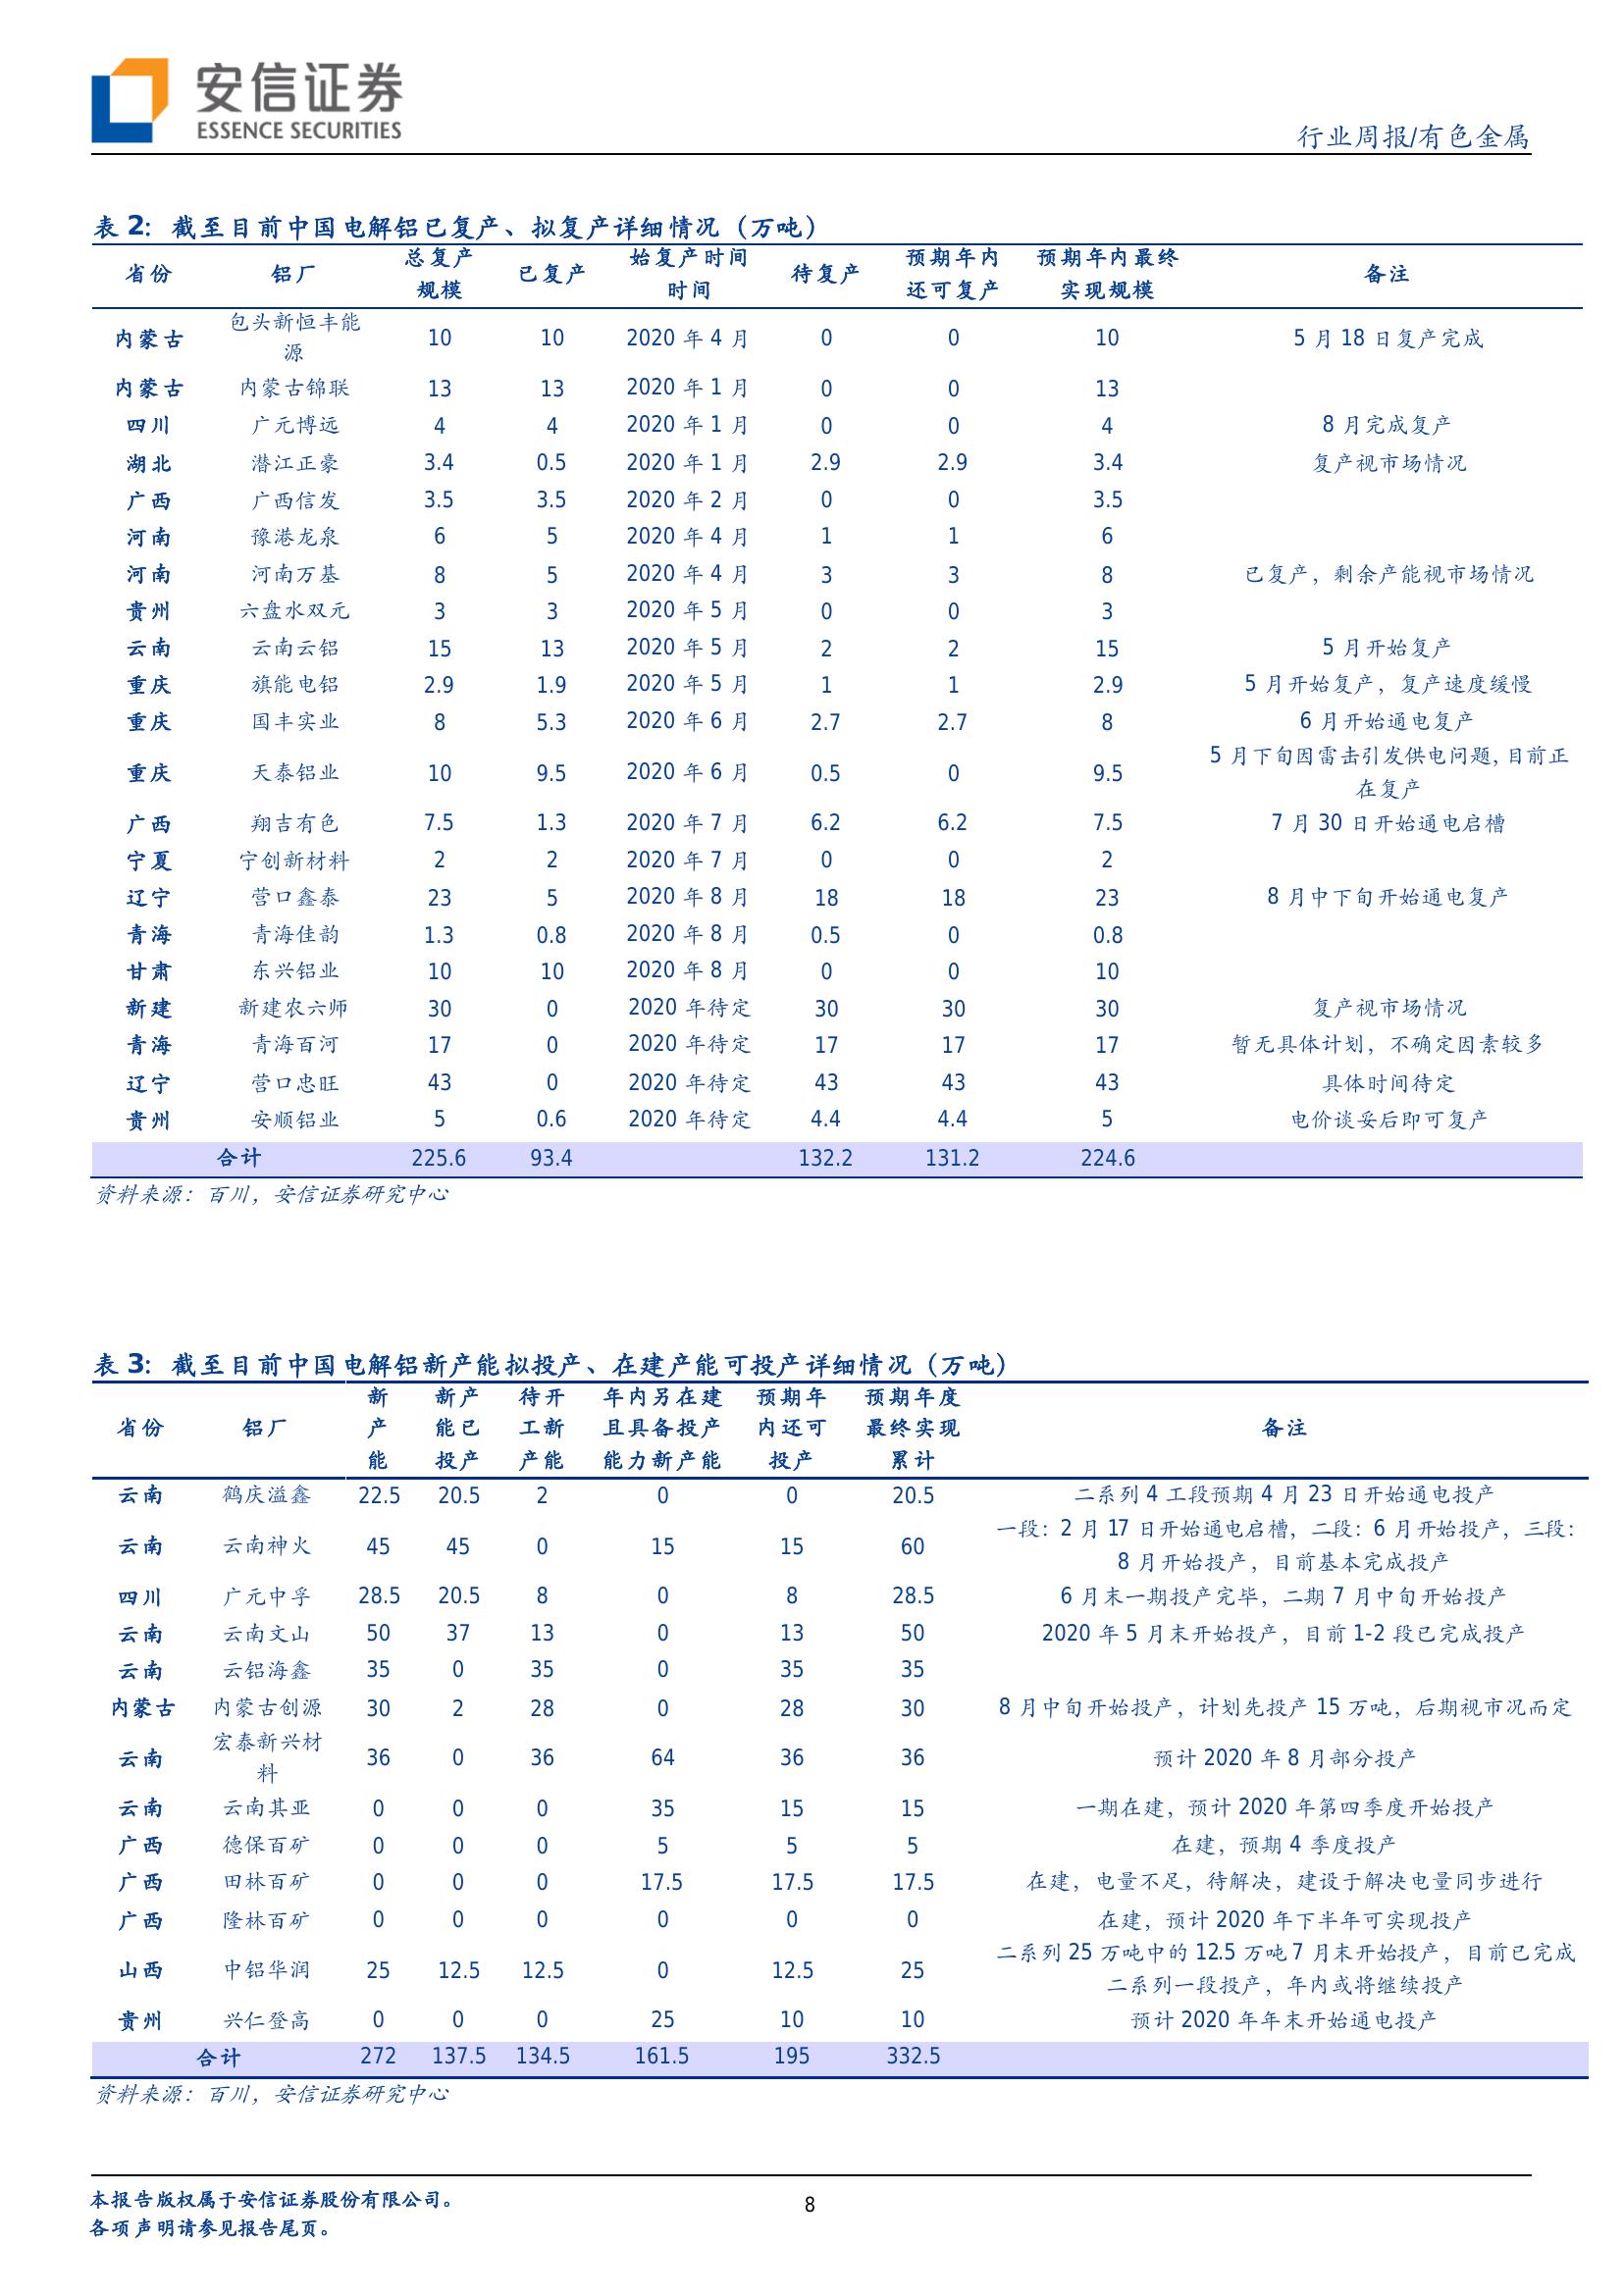 安信证券
ESSENCE SECURITIES
行业周报/有色金属
表 2：截至目前中国电解铝已复产、拟复产详细情况（万吨）
省份 铝厂 总复产规模 已复产 始复产时间时间 待复产 预期年内还可复产 预期年内最终实现规模 备注
内蒙古 包头新恒丰能源 10 10 2020 年 4 月 0 0 10 5 月 18 日复产完成
内蒙古 内蒙古锦联 13 13 2020 年 1 月 0 0 13
四川 广元博远 4 4 2020 年 1 月 0 0 4 8 月完成复产
湖北 潜江正豪 3.4 0.5 2020 年 1 月 2.9 2.9 3.4 复产视市场情况
广西 广西信发 3.5 3.5 2020 年 2 月 0 0 3.5
河南 豫港龙泉 6 5 2020 年 4 月 1 1 6
河南 河南万基 8 5 2020 年 4 月 3 3 8 已复产，剩余产能视市场情况
贵州 六盘水双元 3 3 2020 年 5 月 0 0 3
云南 云南云铝 15 13 2020 年 5 月 2 2 15 5 月开始复产
重庆 旗能电铝 2.9 1.9 2020 年 5 月 1 1 2.9 5 月开始复产，复产速度缓慢
重庆 国丰实业 8 5.3 2020 年 6 月 2.7 2.7 8 6 月开始通电复产
重庆 天泰铝业 10 9.5 2020 年 6 月 0.5 0 9.5 5 月下旬因雷击引发供电问题,目前正在复产
广西 翔吉有色 7.5 1.3 2020 年 7 月 6.2 6.2 7.5 7 月 30 日开始通电启槽
宁夏 宁创新材料 2 2 2020 年 7 月 0 0 2
辽宁 营口鑫泰 23 5 2020 年 8 月 18 18 23 8 月中下旬开始通电复产
青海 青海佳韵 1.3 0.8 2020 年 8 月 0.5 0 0.8
甘肃 东兴铝业 10 10 2020 年 8 月 0 0 10
新建 新建农六师 30 0 2020 年待定 30 30 30 复产视市场情况
青海 青海百河 17 0 2020 年待定 17 17 17 暂无具体计划，不确定因素较多
辽宁 营口忠旺 43 0 2020 年待定 43 43 43 具体时间待定
贵州 安顺铝业 5 0.6 2020 年待定 4.4 4.4 5 电价谈妥后即可复产
合计 225.6 93.4 132.2 131.2 224.6
资料来源：百川，安信证券研究中心
表 3：截至目前中国电解铝新产能拟投产、在建产能可投产详细情况（万吨）
省份 铝厂 新产能 新产能已投产 待开工新产能 年内另在建且具备投产能力新产能 预期年内还可投产 预期年度最终实现累计 备注
云南 鹤庆溢鑫 22.5 20.5 2 0 0 20.5 二系列 4 工段预期 4 月 23 日开始通电投产
云南 云南神火 45 45 0 15 15 60 一段：2 月 17 日开始通电启槽，二段：6 月开始投产，三段：8 月开始投产，目前基本完成投产
四川 广元中孚 28.5 20.5 8 0 8 28.5 6 月末一期投产完毕，二期 7 月中旬开始投产
云南 云南文山 50 37 13 0 13 50 2020 年 5 月末开始投产，目前 1-2 段已完成投产
云南 云铝海鑫 35 0 35 0 35 35
内蒙古 内蒙古创源 30 2 28 0 28 30 8 月中旬开始投产，计划先投产 15 万吨，后期视市况而定
云南 宏泰新兴材料 36 0 36 64 36 36 预计 2020 年 8 月部分投产
云南 云南其亚 0 0 0 35 15 15 一期在建，预计 2020 年第四季度开始投产
广西 德保百矿 0 0 0 5 5 5 在建，预期 4 季度投产
广西 田林百矿 0 0 0 17.5 17.5 17.5 在建，电量不足，待解决，建设于解决电量同步进行
广西 隆林百矿 0 0 0 0 0 0 在建，预计 2020 年下半年可实现投产
山西 中铝华润 25 12.5 12.5 0 12.5 25 二系列 25 万吨中的 12.5 万吨 7 月末开始投产，目前已完成二系列一段投产，年内或将继续投产
贵州 兴仁登高 0 0 0 25 10 10 预计 2020 年年末开始通电投产
合计 272 137.5 134.5 161.5 195 332.5
资料来源：百川，安信证券研究中心
本报告版权属于安信证券股份有限公司。
各项声明请参见报告尾页。
8